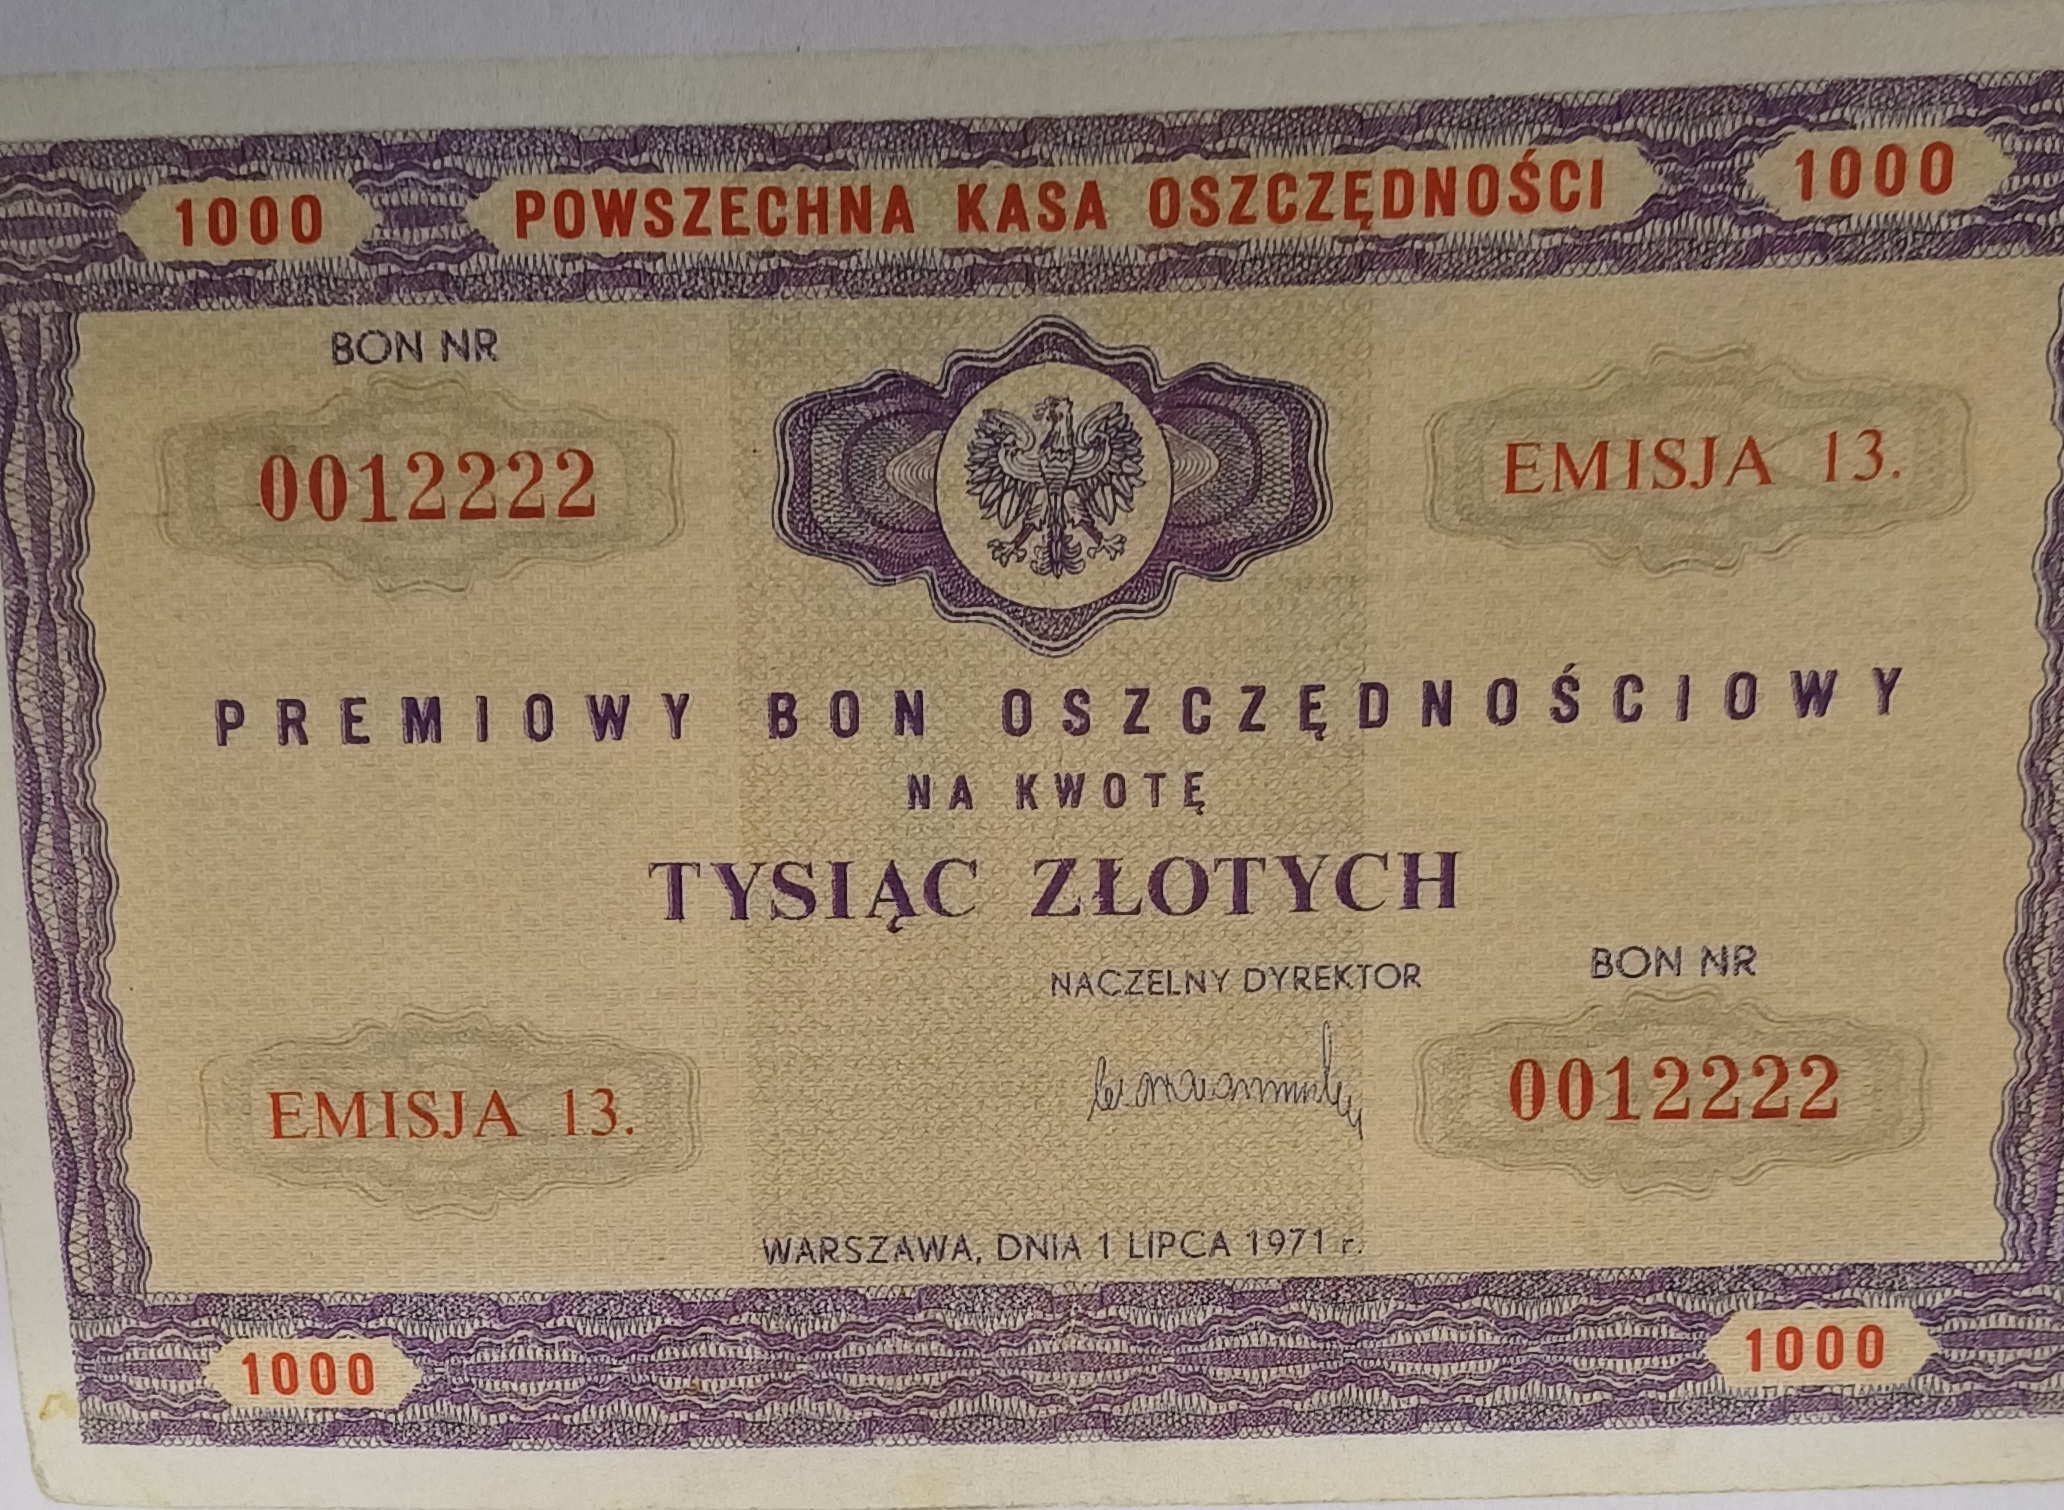 1000 POWSZECHNA KASA OSZCZĘDNOŚCI 1000
BON NR
0012222
EMISJA 13.
PREMIOWY BON OSZCZĘDNOŚCIOWY
NA KWOTĘ
TYSIĄC ZŁOTYCH
NACZELNY DYREKTOR
BON NR
EMISJA 13.
0012222
WARSZAWA, DNIA 1 LIPCA 1971 r.
1000
1000